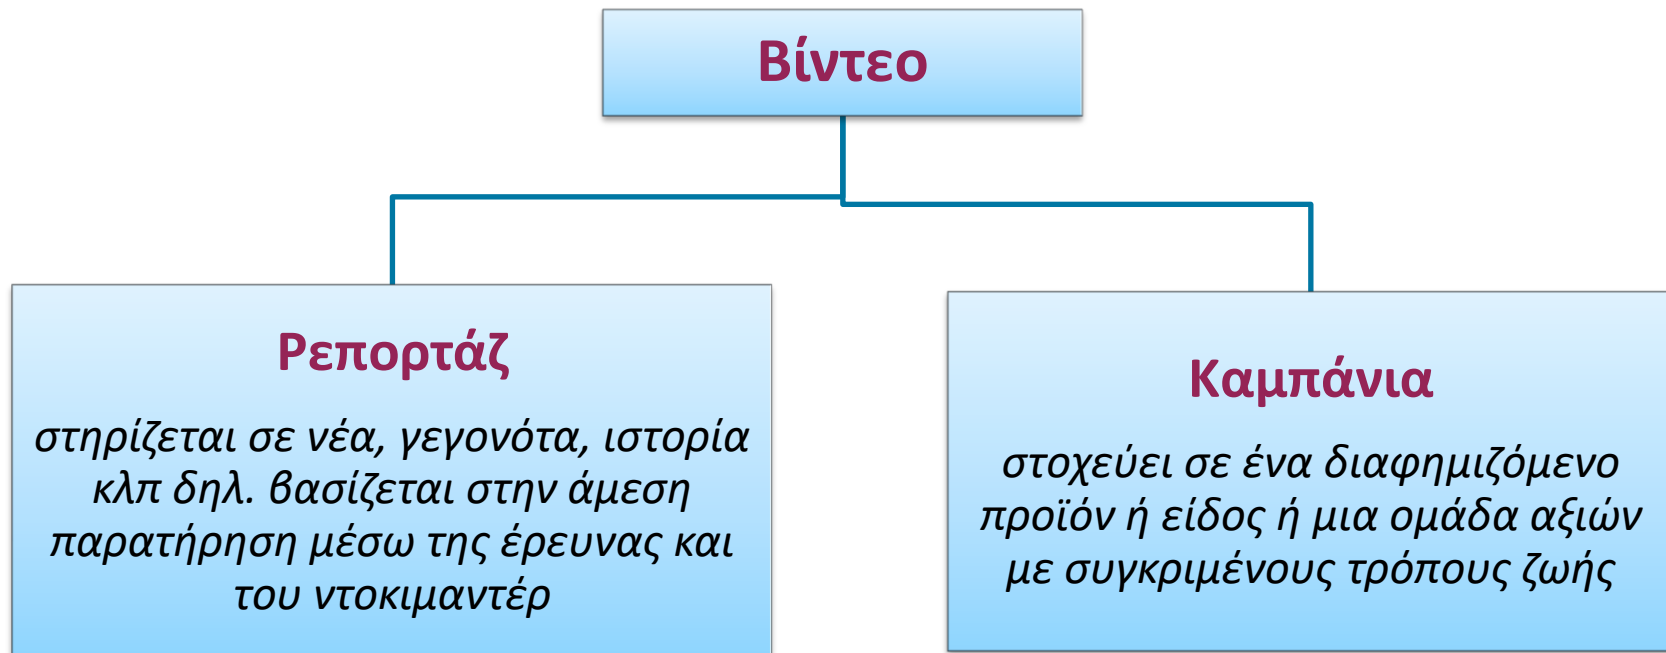 Βίντεο
Ρεπορτάζ
στηρίζεται σε νέα, γεγονότα, ιστορία
κλπ δηλ. βασίζεται στην άμεση
παρατήρηση μέσω της έρευνας και
του ντοκιμαντέρ
Καμπάνια
στοχεύει σε ένα διαφημιζόμενο
προϊόν ή είδος ή μια ομάδα αξιών
με συγκριμένους τρόπους ζωής